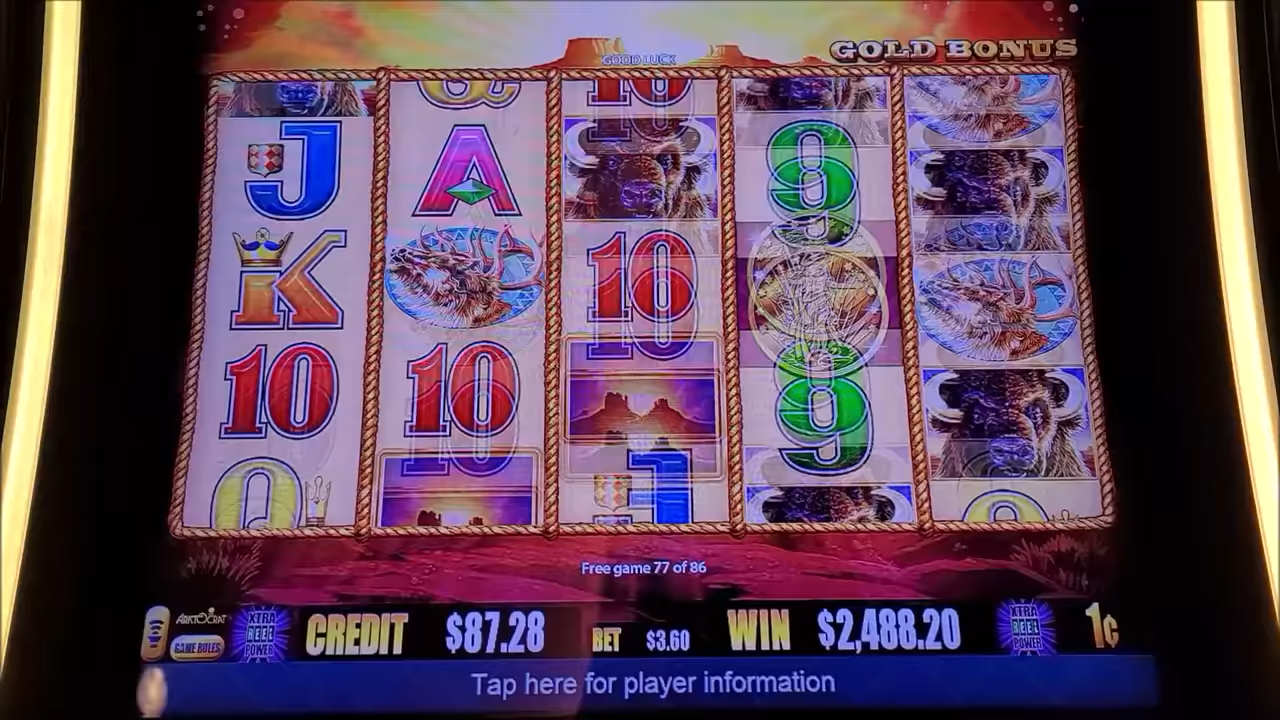 GOOD LUCK
GOLD BONUS
10
J
A
9
K
10
10
10
9
Q
J
Q
Free game 77 of 86
ARISTOCRAT
GAME RULES
XTRA REEL POWER
CREDIT $87.28
BET $3.60
WIN $2,488.20
XTRA REEL POWER
1¢
Tap here for player information